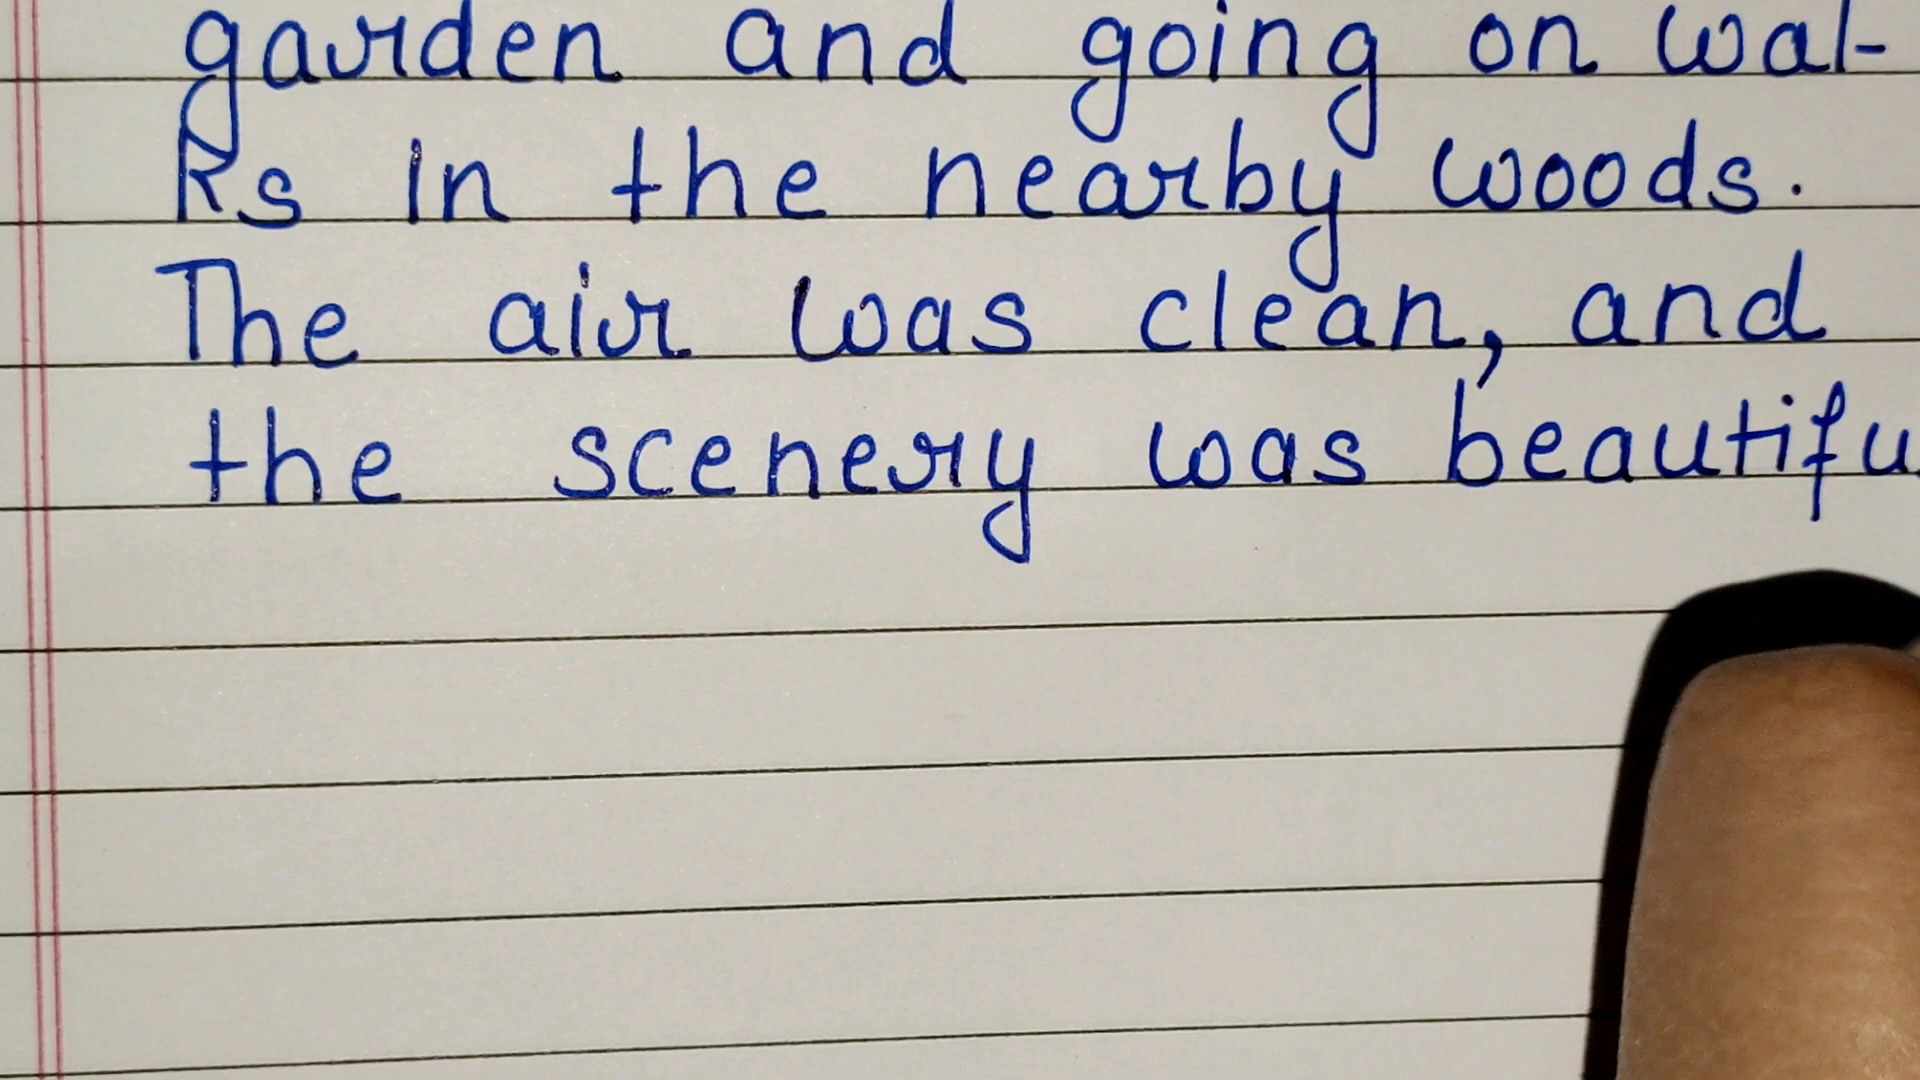 garden and going on wal-
ks in the nearby woods.
The air was clean, and
the scenery was beautifu